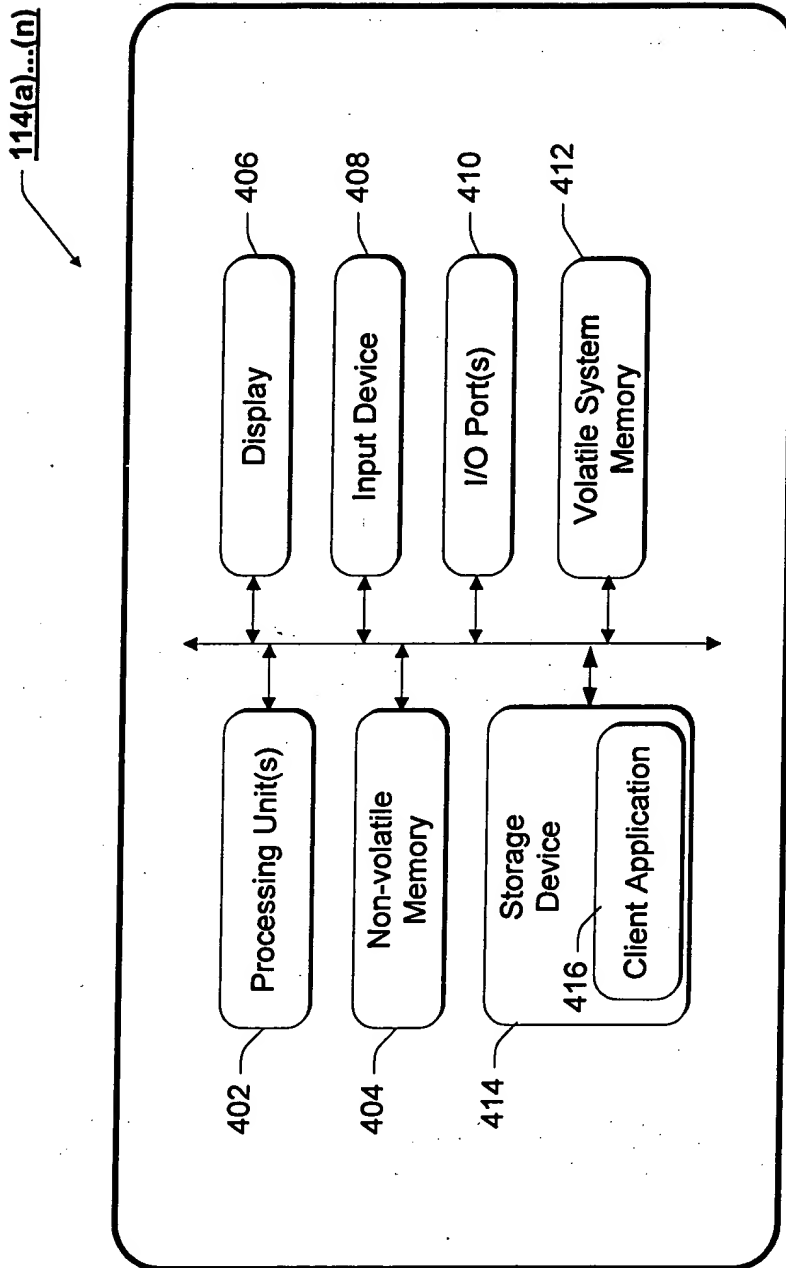 114(a)...(n)
402
Processing Unit(s)
404
Non-volatile
Memory
414
Storage
Device
416
Client Application
Display
406
Input Device
408
I/O Port(s)
410
Volatile System
Memory
412